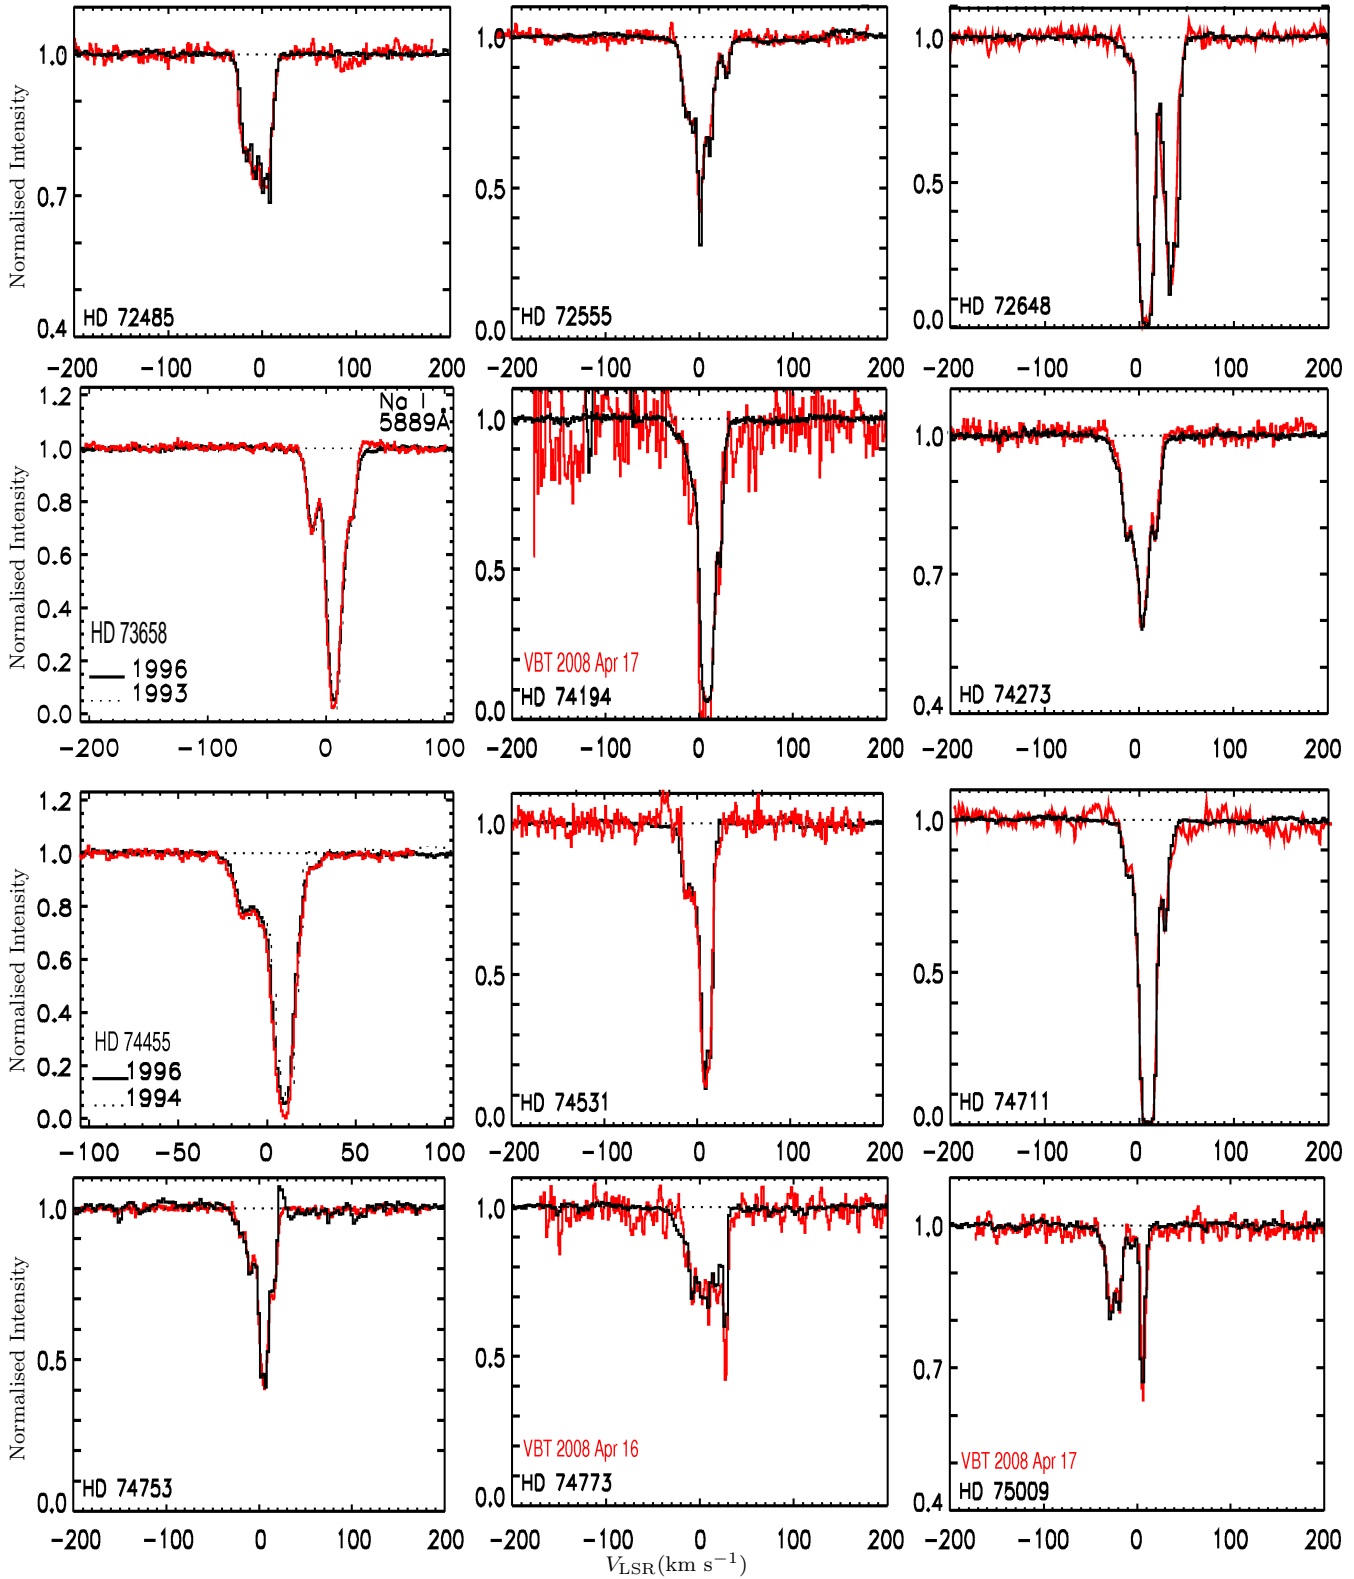 Normalised Intensity
1.0
0.7
0.4
HD 72485
-200 -100 0 100 200
1.0
0.5
0.0
HD 72555
-200 -100 0 100 200
1.0
0.5
0.0
HD 72648
-200 -100 0 100 200
Normalised Intensity
1.2
1.0
0.8
0.6
0.4
0.2
0.0
Na I
5889Å
HD 73658
1996
1993
-200 -100 0 100
1.0
0.5
0.0
VBT 2008 Apr 17
HD 74194
-200 -100 0 100 200
1.0
0.7
0.4
HD 74273
-200 -100 0 100 200
Normalised Intensity
1.2
1.0
0.8
0.6
0.4
0.2
0.0
HD 74455
1996
1994
-100 -50 0 50 100
1.0
0.5
0.0
HD 74531
-200 -100 0 100 200
1.0
0.5
0.0
HD 74711
-200 -100 0 100 200
Normalised Intensity
1.0
0.5
0.0
HD 74753
-200 -100 0 100 200
1.0
0.5
0.0
VBT 2008 Apr 16
HD 74773
-200 -100 0 100 200
1.0
0.7
0.4
VBT 2008 Apr 17
HD 75009
-200 -100 0 100 200
V_LSR(km s⁻¹)